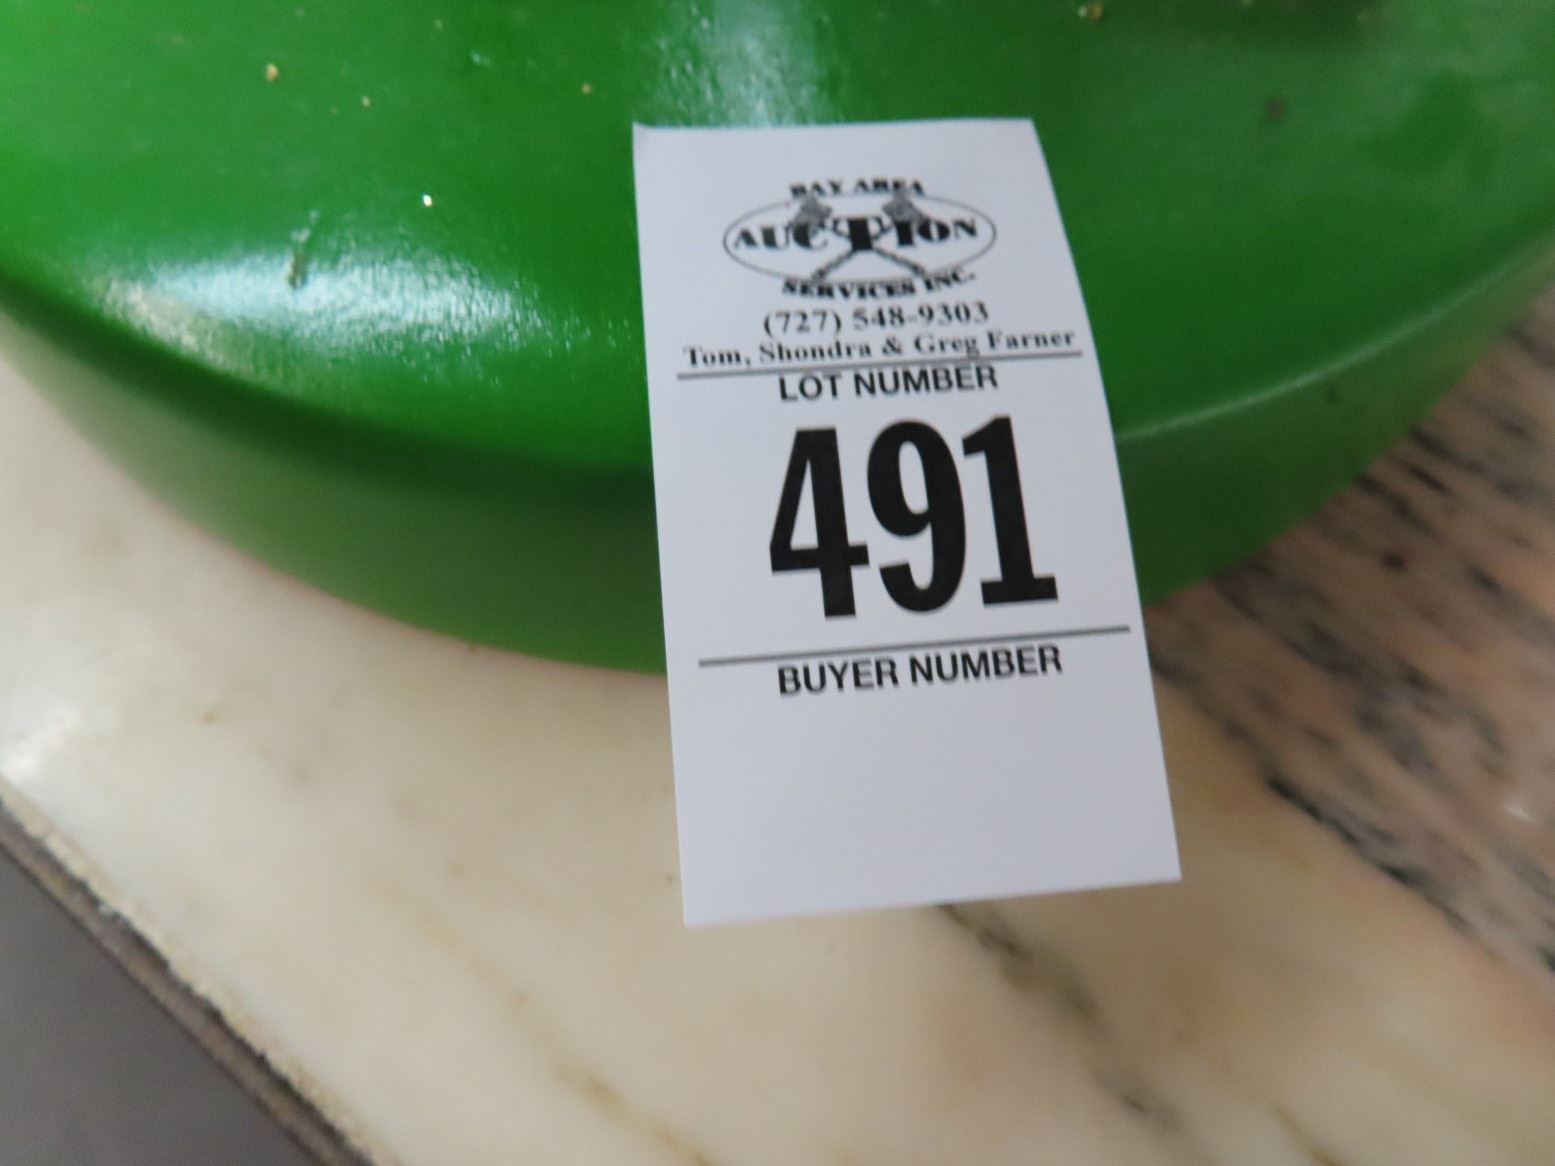 BAY AREA
AUCTION
SERVICES INC.
(727) 548-9303
Tom, Shondra & Greg Farner
LOT NUMBER
491
BUYER NUMBER